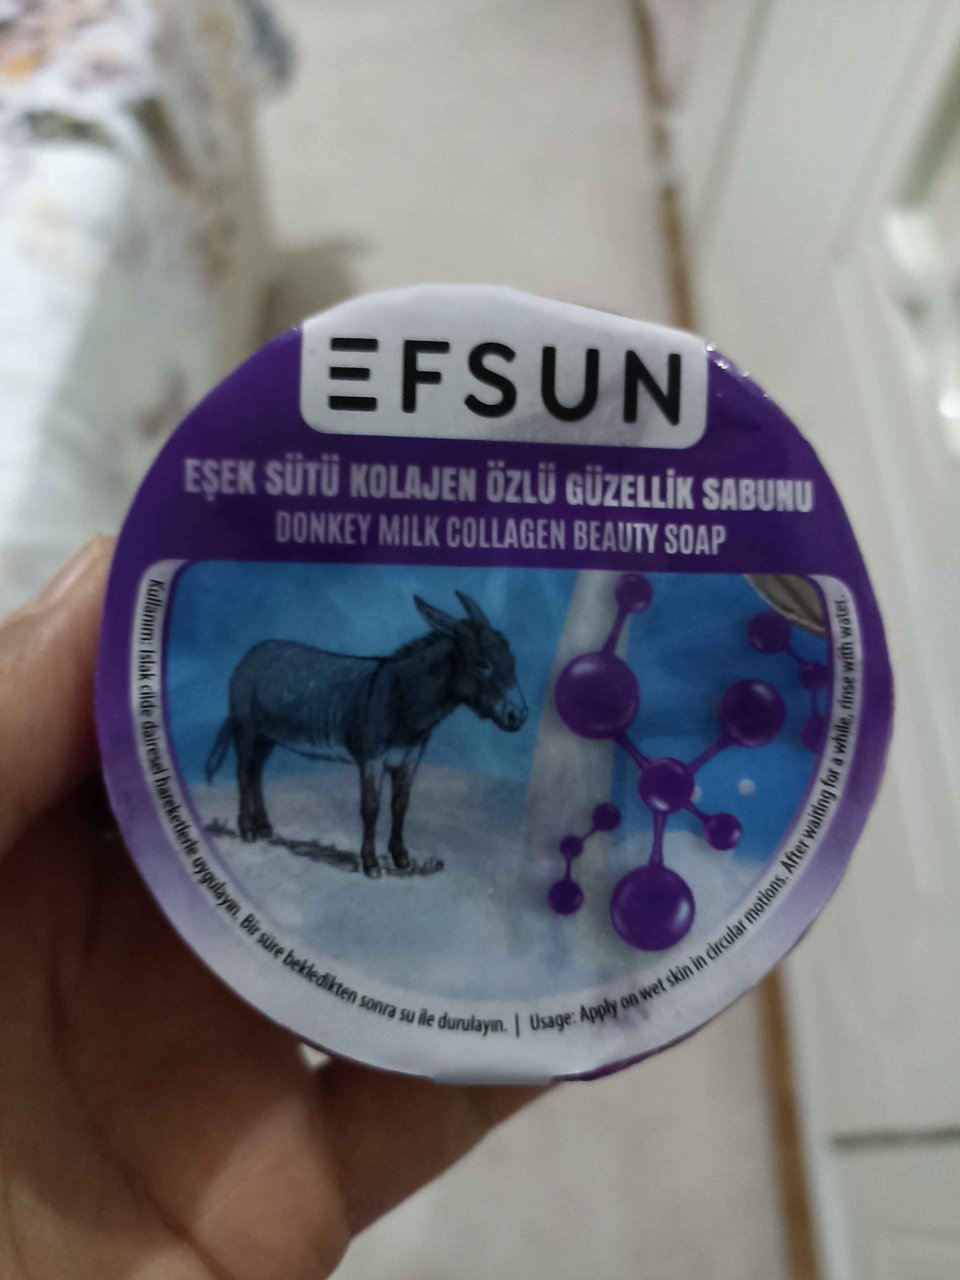 EFSUN
EŞEK SÜTÜ KOLAJEN ÖZLÜ GÜZELLİK SABUNU
DONKEY MILK COLLAGEN BEAUTY SOAP
Kullanım: Islak cilde dairesel hareketlerle uygulayın. Bir süre bekledikten sonra su ile durulayın. | Usage: Apply on wet skin in circular motions. After waiting for a while, rinse with water.